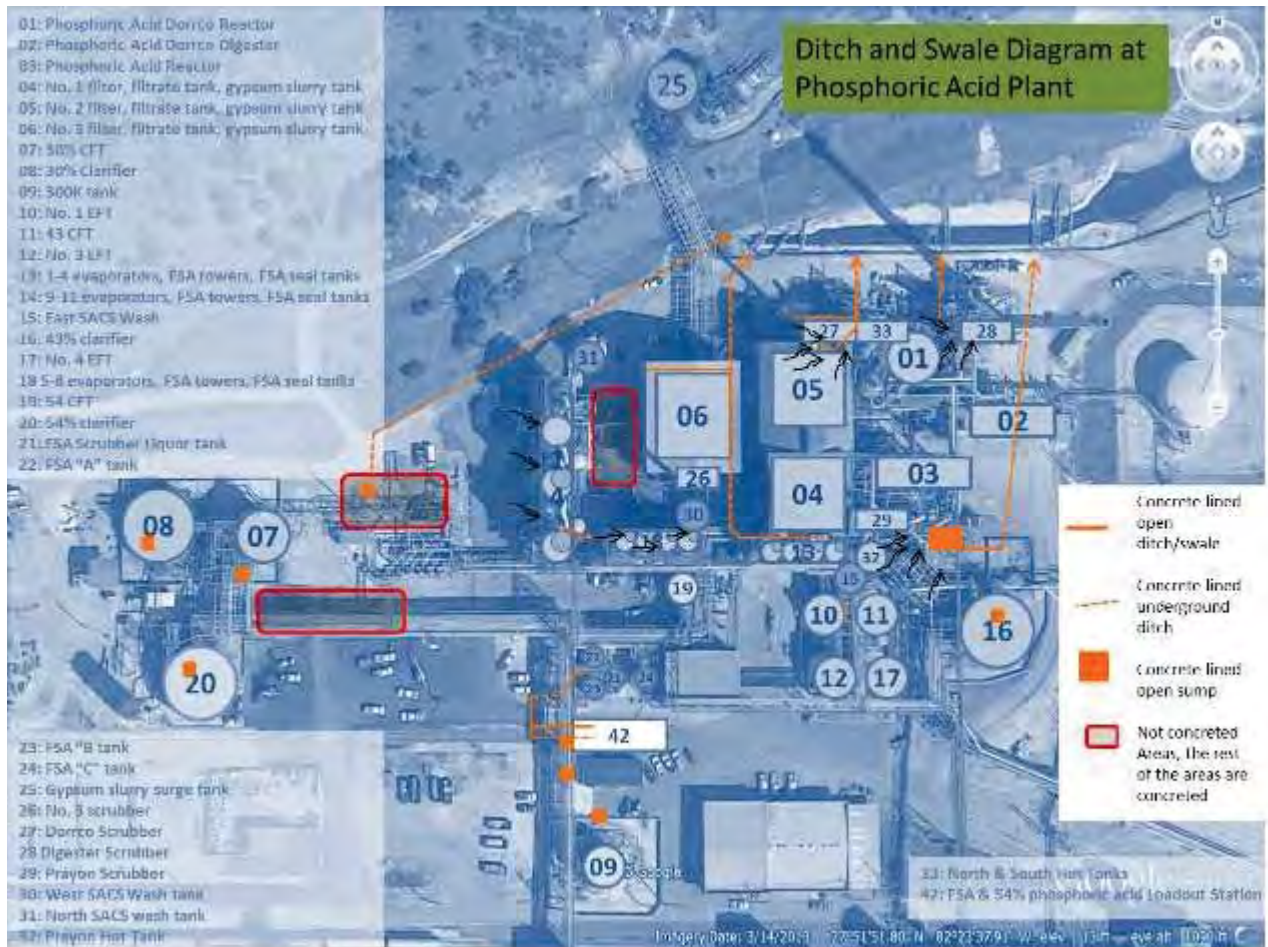 01: Phosphoric Acid Dorrco Reactor
02: Phosphoric Acid Dorrco Digester
03: Phosphoric Acid Reactor
04: No. 1 filter, filtrate tank, gypsum slurry tank
05: No. 2 filter, filtrate tank, gypsum slurry tank
06: No. 3 filter, filtrate tank, gypsum slurry tank
07: 30% CFT
08: 30% Clarifier
09: 300K tank
10: No. 1 EFT
11: 43 CFT
12: No. 3 EFT
13: 1-4 evaporators, FSA towers, FSA seal tanks
14: 9-11 evaporators, FSA towers, FSA seal tanks
15: East SACS Wash
16: 43% clarifier
17: No. 4 EFT
18 5-8 evaporators, FSA towers, FSA seal tanks
19: 54 CFT
20: 54% clarifier
21: FSA Scrubber Liquor tank
22: FSA "A" tank
23: FSA "B tank
24: FSA "C" tank
25: Gypsum slurry surge tank
26: No. 3 scrubber
27: Dorrco Scrubber
28 Digester Scrubber
29: Prayon Scrubber
30: West SACS Wash tank
31: North SACS wash tank
32: Prayon Hot Tank
Ditch and Swale Diagram at
Phosphoric Acid Plant
N
25
27
33
28
31
01
05
06
02
26
03
04
30
29
08
07
13
19
10
11
16
20
12
17
24
42
09
Google
Concrete lined
open
ditch/swale
Concrete lined
underground
ditch
Concrete lined
open sump
Not concreted
Areas, the rest
of the areas are
concreted
33: North & South Hot Tanks
42: FSA & 54% phosphoric acid Loadout Station
Imagery Date: 3/14/2011
eye alt